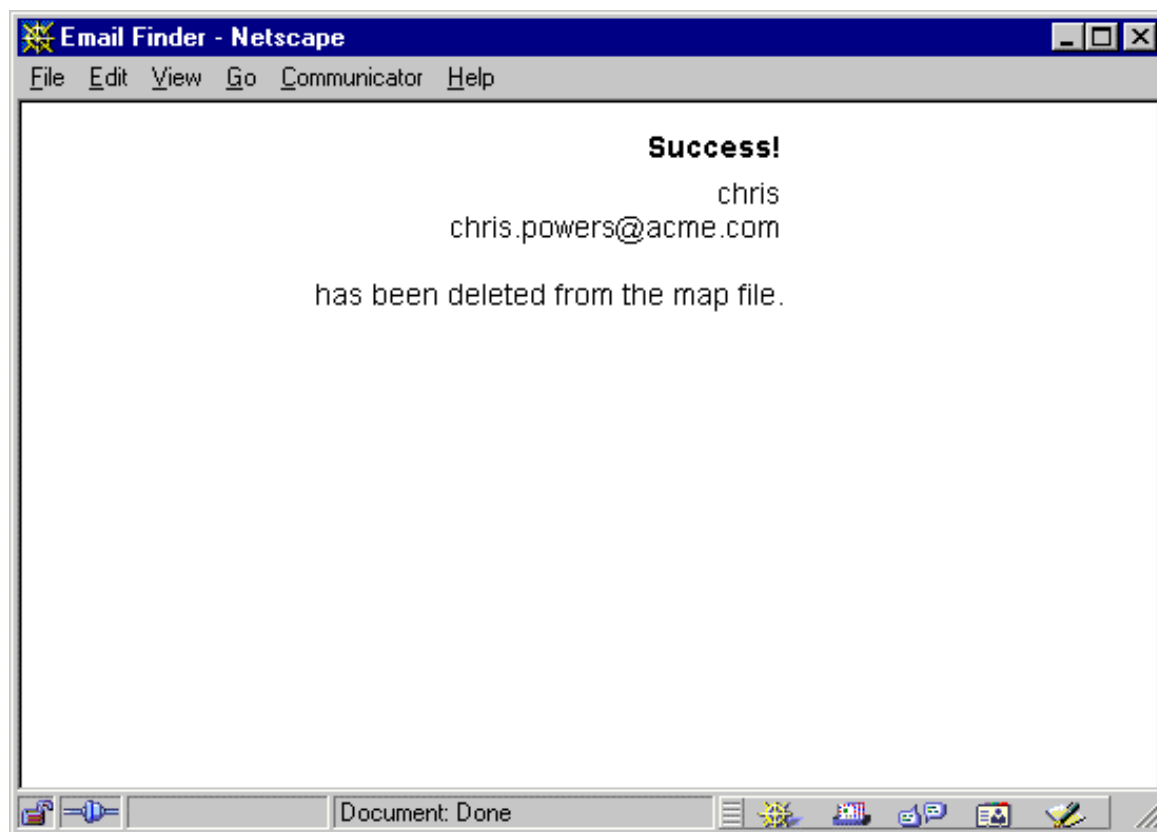 Email Finder - Netscape
File Edit View Go Communicator Help
Success!
chris
chris.powers@acme.com
has been deleted from the map file.
Document: Done